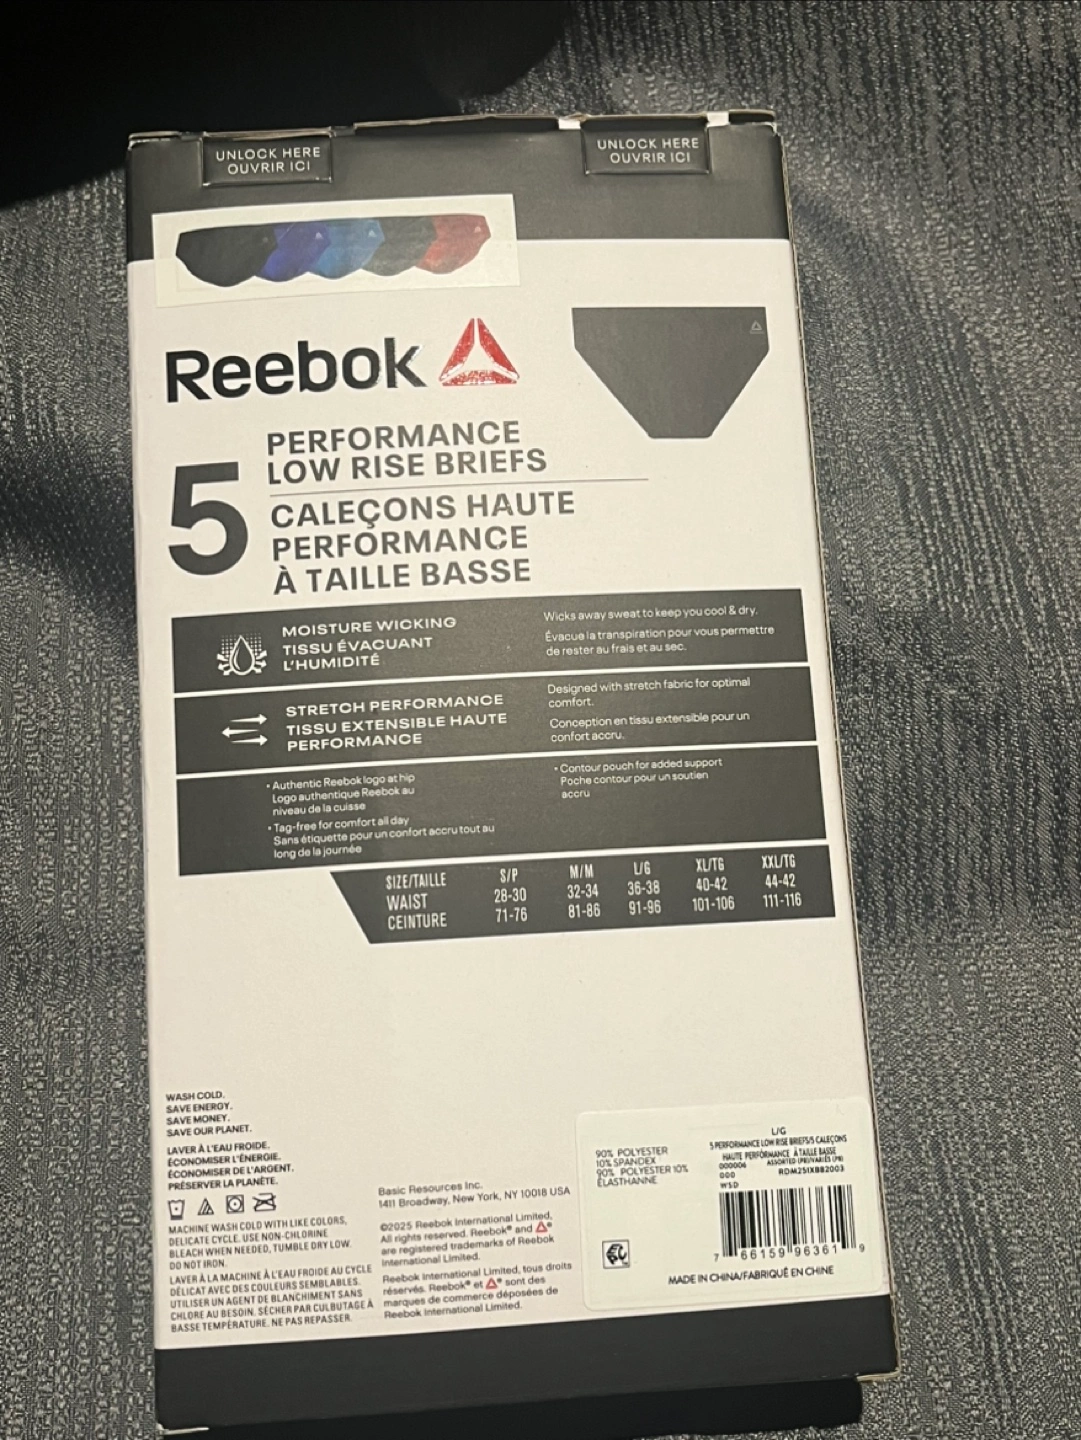 UNLOCK HERE
OUVRIR ICI
UNLOCK HERE
OUVRIR ICI
Reebok
5
PERFORMANCE
LOW RISE BRIEFS
CALEÇONS HAUTE
PERFORMANCE
À TAILLE BASSE
MOISTURE WICKING
TISSU ÉVACUANT
L'HUMIDITÉ
Wicks away sweat to keep you cool & dry.
Évacue la transpiration pour vous permettre
de rester au frais et au sec.
STRETCH PERFORMANCE
TISSU EXTENSIBLE HAUTE
PERFORMANCE
Designed with stretch fabric for optimal
comfort.
Conception en tissu extensible pour un
confort accru.
• Authentic Reebok logo at hip
Logo authentique Reebok au
niveau de la cuisse
• Tag-free for comfort all day
Sans étiquette pour un confort accru tout au
long de la journée
• Contour pouch for added support
Poche contour pour un soutien
accru
SIZE/TAILLE S/P M/M L/G XL/TG XXL/TG
WAIST 28-30 32-34 36-38 40-42 44-42
CEINTURE 71-76 81-86 91-96 101-106 111-116
WASH COLD.
SAVE ENERGY.
SAVE MONEY.
SAVE OUR PLANET.
LAVER À L'EAU FROIDE.
ÉCONOMISER L'ÉNERGIE.
ÉCONOMISER DE L'ARGENT.
PRÉSERVER LA PLANÈTE.
MACHINE WASH COLD WITH LIKE COLORS,
DELICATE CYCLE. USE NON-CHLORINE
BLEACH WHEN NEEDED, TUMBLE DRY LOW.
DO NOT IRON.
LAVER À LA MACHINE À L'EAU FROIDE AU CYCLE
DÉLICAT AVEC DES COULEURS SEMBLABLES.
UTILISER UN AGENT DE BLANCHIMENT SANS
CHLORE AU BESOIN. SÉCHER PAR CULBUTAGE À
BASSE TEMPÉRATURE. NE PAS REPASSER.
Basic Resources Inc.
1411 Broadway, New York, NY 10018 USA
©2025 Reebok International Limited,
All rights reserved. Reebok® and ®
are registered trademarks of Reebok
International Limited.
Reebok International Limited, tous droits
réservés. Reebok® et ® sont des
marques de commerce déposées de
Reebok International Limited.
90% POLYESTER
10% SPANDEX
90% POLYESTER 10%
ÉLASTHANNE
L/G
5 PERFORMANCE LOW RISE BRIEFS/5 CALEÇONS
HAUTE PERFORMANCE À TAILLE BASSE
000006 ASSORTED
000 RDM251XBB2003
WSD
7 66159 96361 9
MADE IN CHINA/FABRIQUÉ EN CHINE